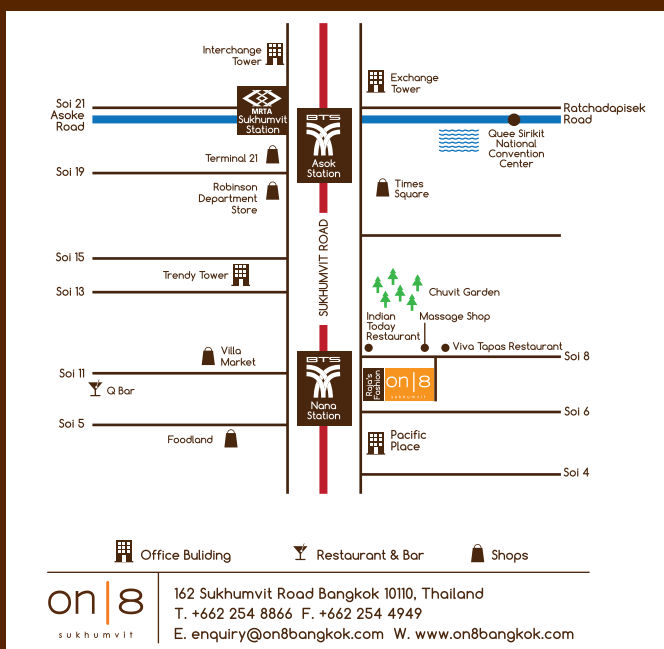 Interchange
Tower
Exchange
Tower
Soi 21
Asoke
Road
MRTA
Sukhumvit
Station
BTS
Asok
Station
Ratchadapisek
Road
Quee Sirikit
National
Convention
Center
Terminal 21
Soi 19
Robinson
Department
Store
Times
Square
SUKHUMVIT ROAD
Soi 15
Trendy Tower
Soi 13
Chuvit Garden
Indian
Today
Restaurant
Massage Shop
Viva Tapas Restaurant
Villa
Market
BTS
Nana
Station
Soi 8
Soi 11
Raja's
Fashion
on|8
sukhumvit
Q Bar
Soi 6
Soi 5
Foodland
Pacific
Place
Soi 4
Office Buliding
Restaurant & Bar
Shops
on|8
sukhumvit
162 Sukhumvit Road Bangkok 10110, Thailand
T. +662 254 8866 F. +662 254 4949
E. enquiry@on8bangkok.com W. www.on8bangkok.com